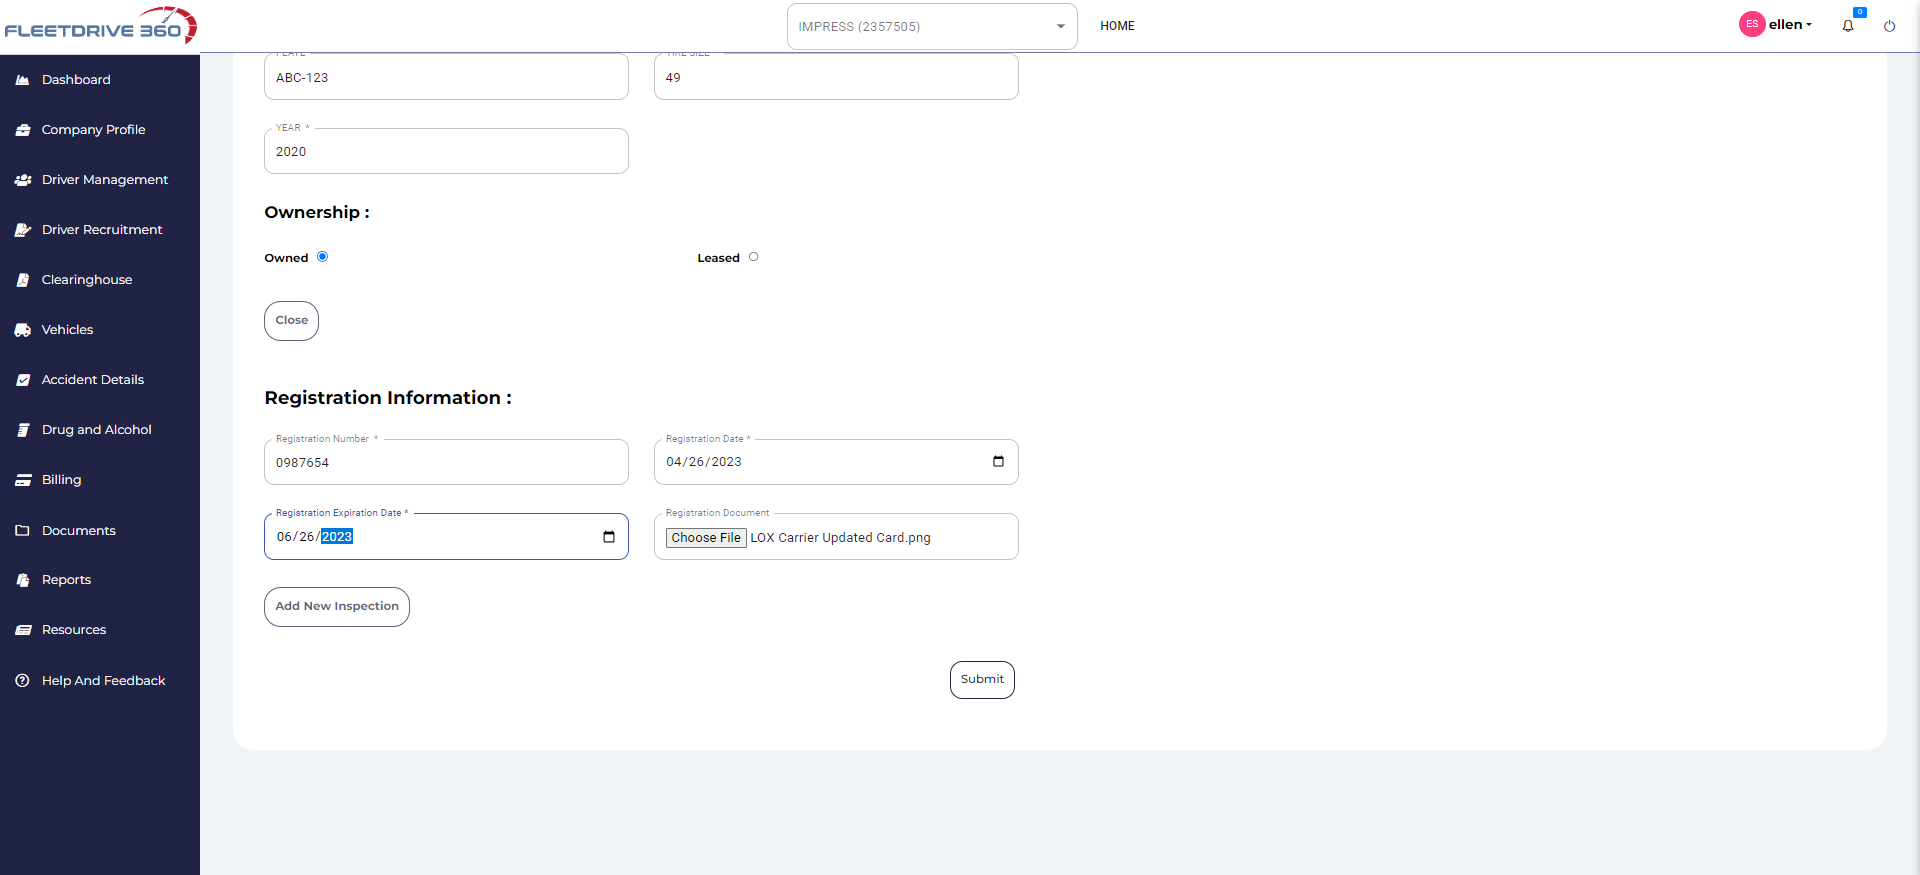 FLEETDRIVE 360
IMPRESS (2357505)
HOME
ES
ellen
0
Dashboard
Company Profile
Driver Management
Driver Recruitment
Clearinghouse
Vehicles
Accident Details
Drug and Alcohol
Billing
Documents
Reports
Resources
Help And Feedback
ABC-123
TIRE SIZE
49
YEAR *
2020
Ownership :
Owned
Leased
Close
Registration Information :
Registration Number *
0987654
Registration Date *
04/26/2023
Registration Expiration Date *
06/26/2023
Registration Document
Choose File LOX Carrier Updated Card.png
Add New Inspection
Submit